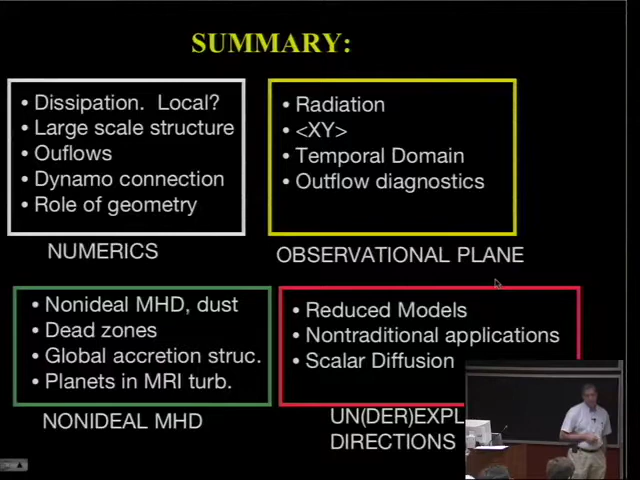 SUMMARY:
• Dissipation. Local?
• Large scale structure
• Ouflows
• Dynamo connection
• Role of geometry
NUMERICS
• Radiation
• <XY>
• Temporal Domain
• Outflow diagnostics
OBSERVATIONAL PLANE
• Nonideal MHD, dust
• Dead zones
• Global accretion struc.
• Planets in MRI turb.
NONIDEAL MHD
• Reduced Models
• Nontraditional applications
• Scalar Diffusion
UN(DER)EXPL
DIRECTIONS